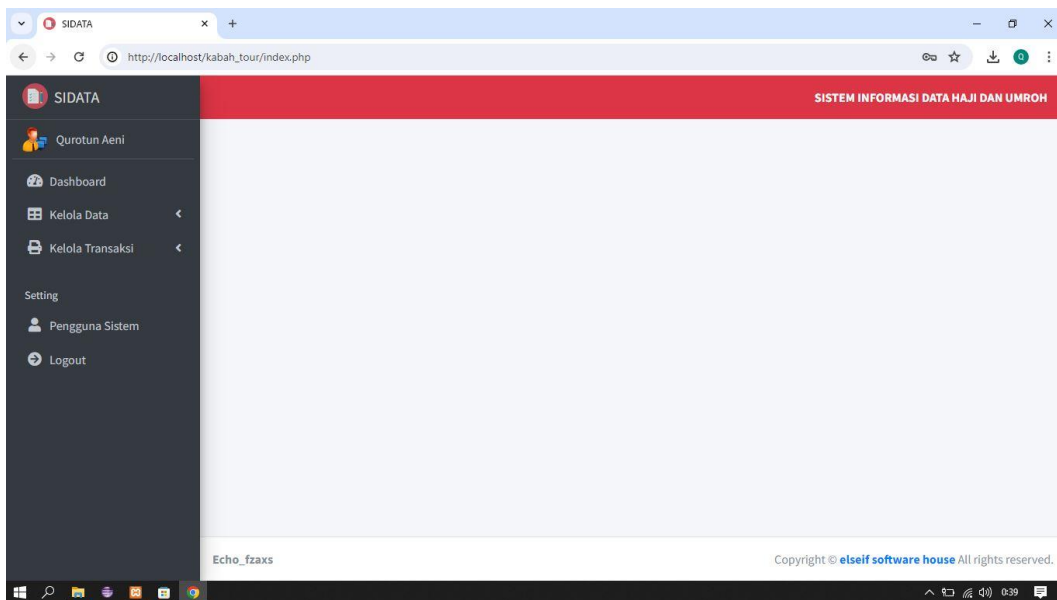 SIDATA
http://localhost/kabah_tour/index.php
SIDATA
SISTEM INFORMASI DATA HAJI DAN UMROH
Qurotun Aeni
Dashboard
Kelola Data
Kelola Transaksi
Setting
Pengguna Sistem
Logout
Echo_fzaxs
Copyright © elseif software house All rights reserved.
0:39